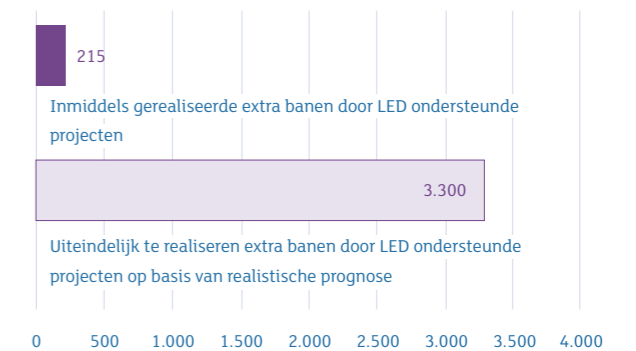 215
Inmiddels gerealiseerde extra banen door LED ondersteunde
projecten
3.300
Uiteindelijk te realiseren extra banen door LED ondersteunde
projecten op basis van realistische prognose
0 500 1.000 1.500 2.000 2.500 3.000 3.500 4.000